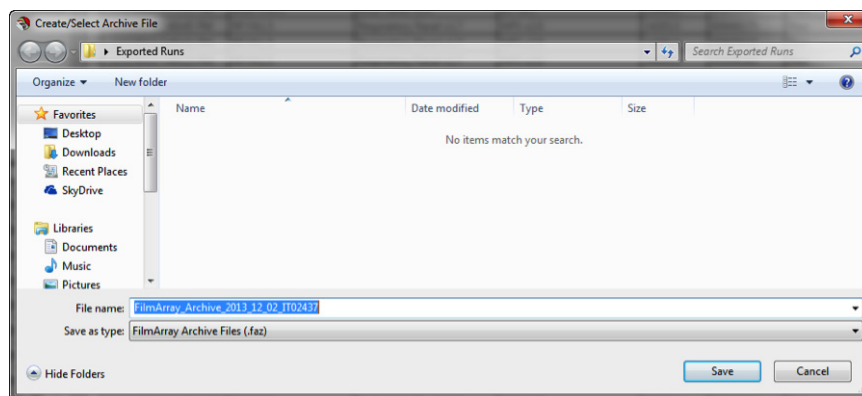 Create/Select Archive File
Exported Runs
Search Exported Runs
Organize
New folder
Favorites
Desktop
Downloads
Recent Places
SkyDrive
Libraries
Documents
Music
Pictures
Name
Date modified
Type
Size
No items match your search.
File name: FilmArray_Archive_2013_12_02_IT02437
Save as type: FilmArray Archive Files (.faz)
Hide Folders
Save
Cancel